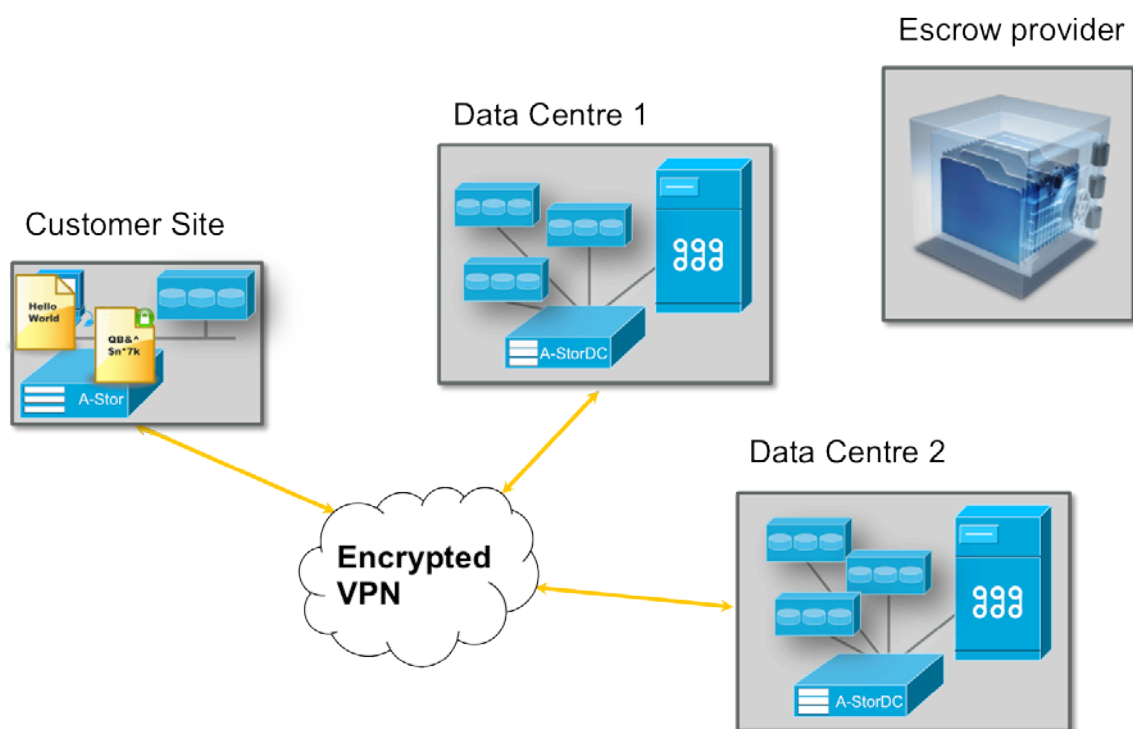 Escrow provider
Data Centre 1
Customer Site
Hello
World
QB&^
$n*7k
A-Stor
A-StorDC
Data Centre 2
Encrypted
VPN
A-StorDC